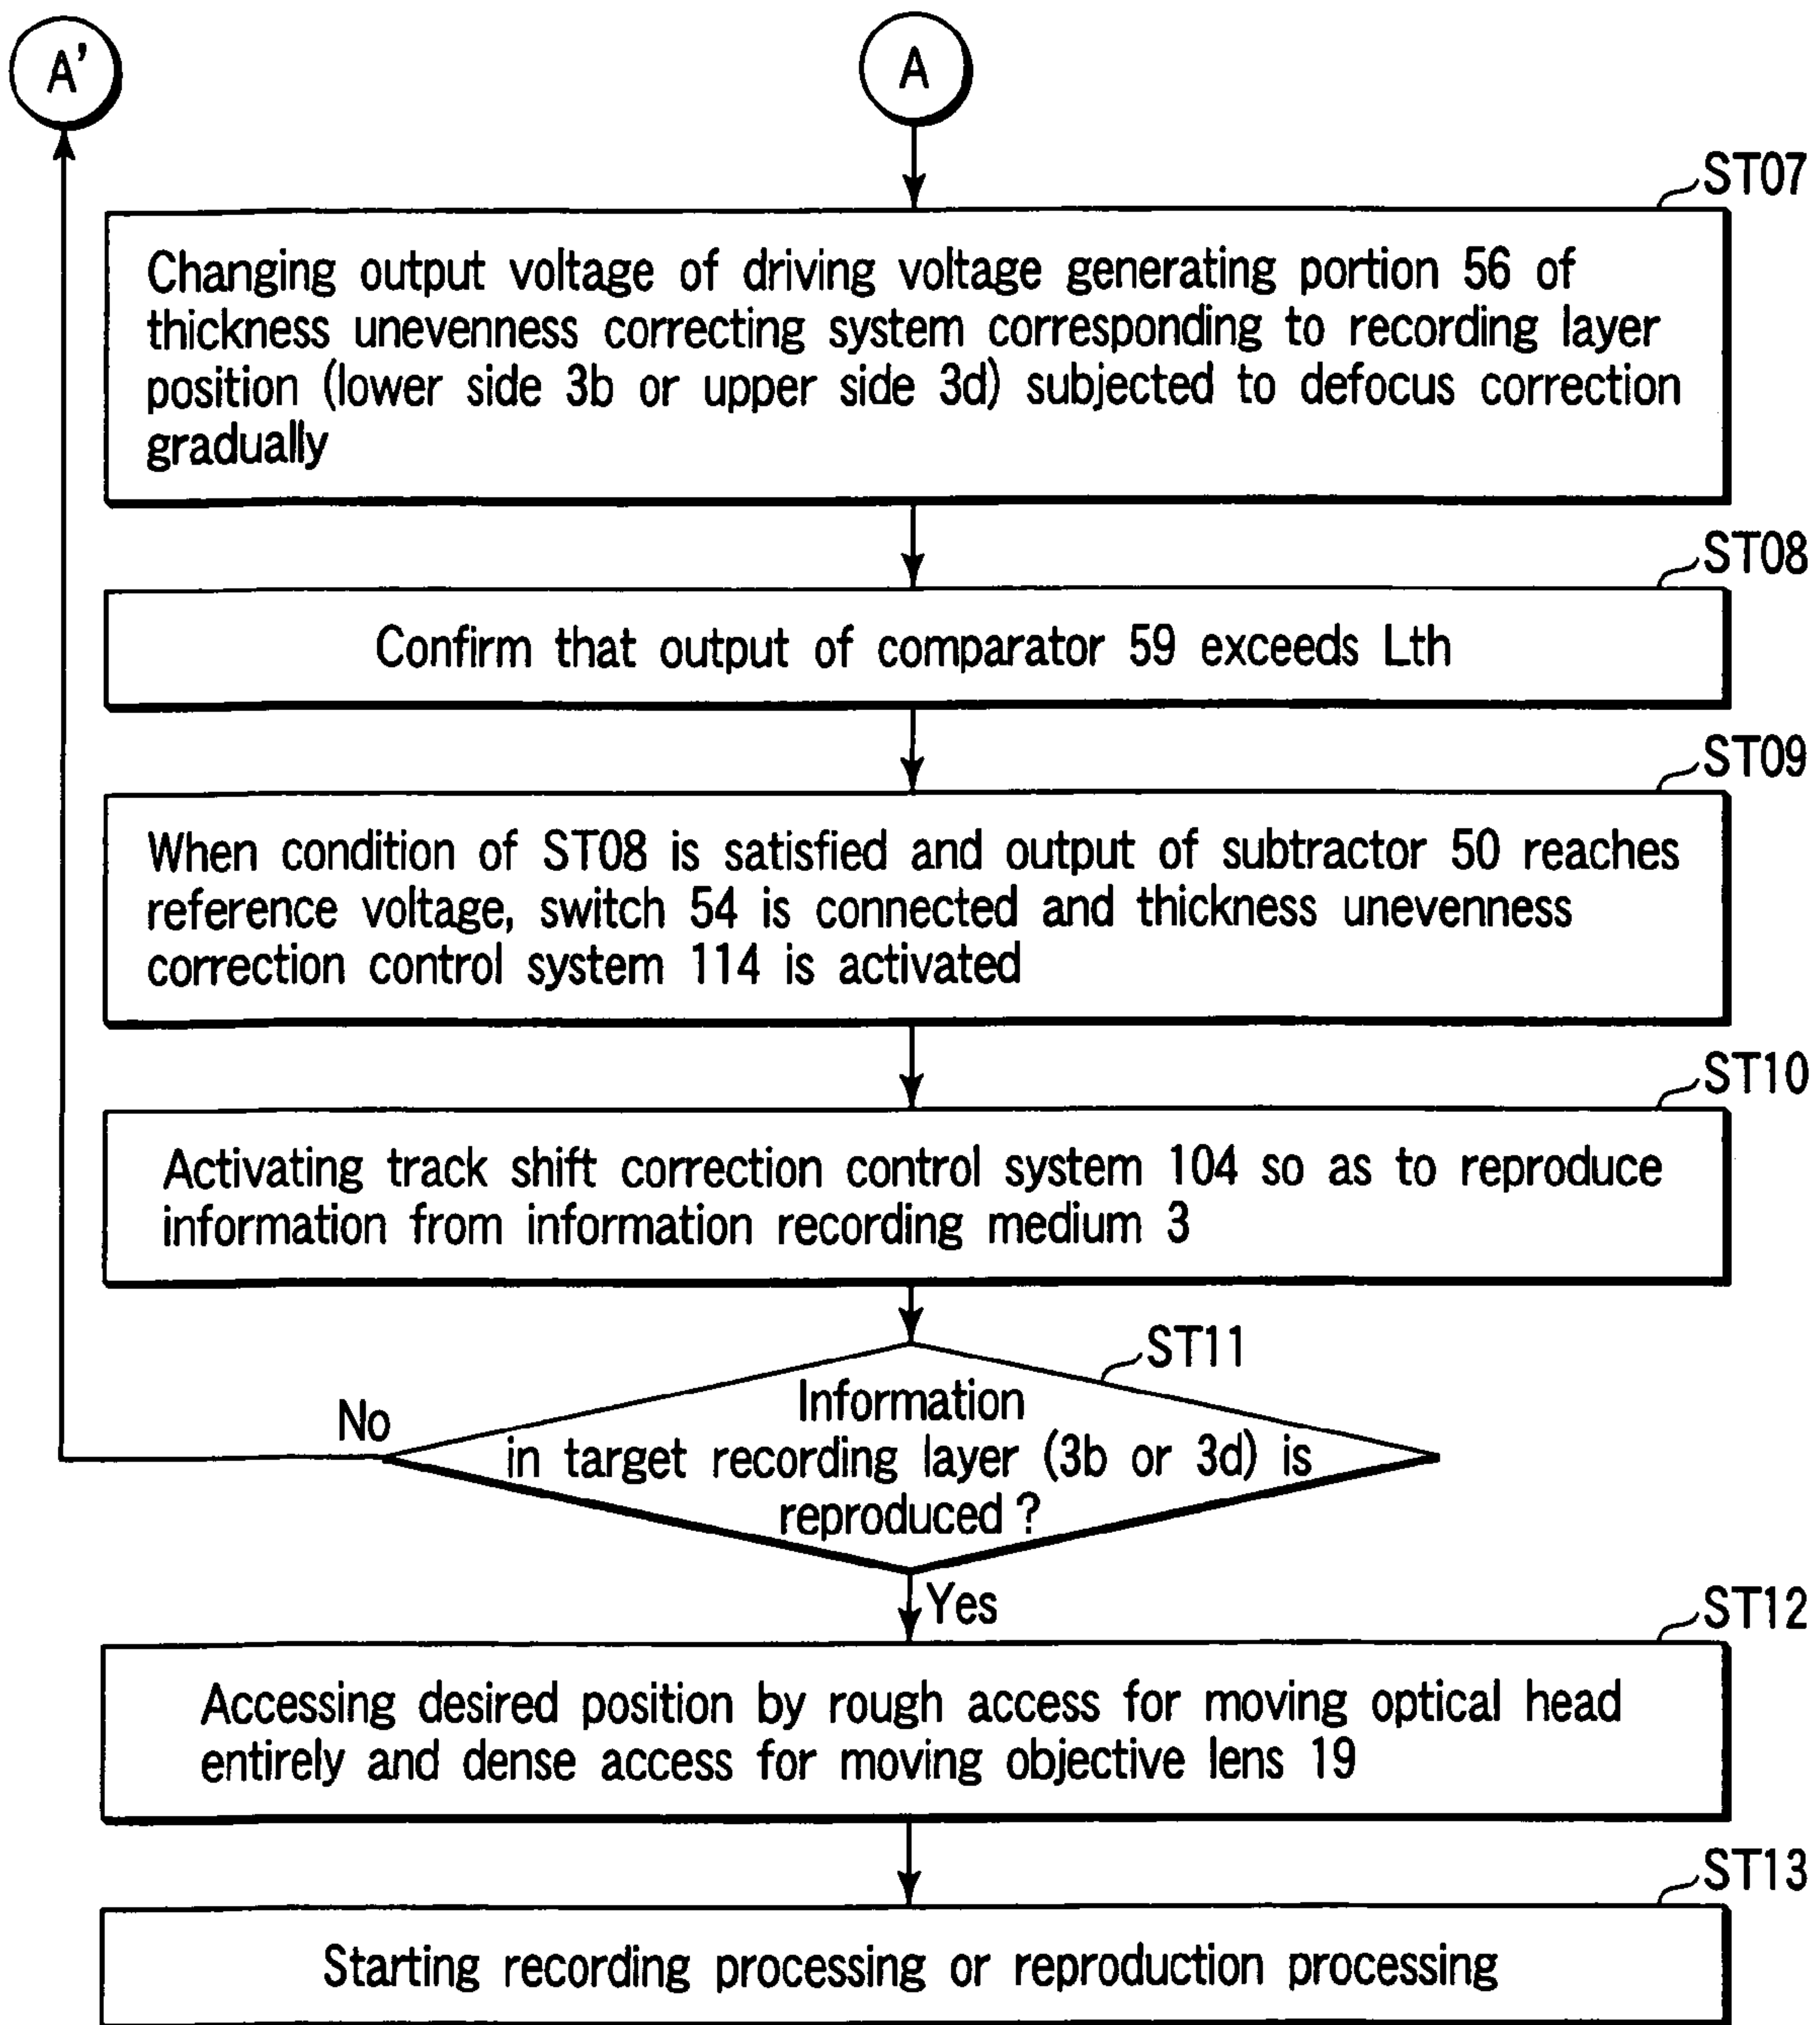 A'
A
ST07
Changing output voltage of driving voltage generating portion 56 of
thickness unevenness correcting system corresponding to recording layer
position (lower side 3b or upper side 3d) subjected to defocus correction
gradually
ST08
Confirm that output of comparator 59 exceeds Lth
ST09
When condition of ST08 is satisfied and output of subtractor 50 reaches
reference voltage, switch 54 is connected and thickness unevenness
correction control system 114 is activated
ST10
Activating track shift correction control system 104 so as to reproduce
information from information recording medium 3
ST11
Information
in target recording layer (3b or 3d) is
reproduced ?
No
Yes
ST12
Accessing desired position by rough access for moving optical head
entirely and dense access for moving objective lens 19
ST13
Starting recording processing or reproduction processing